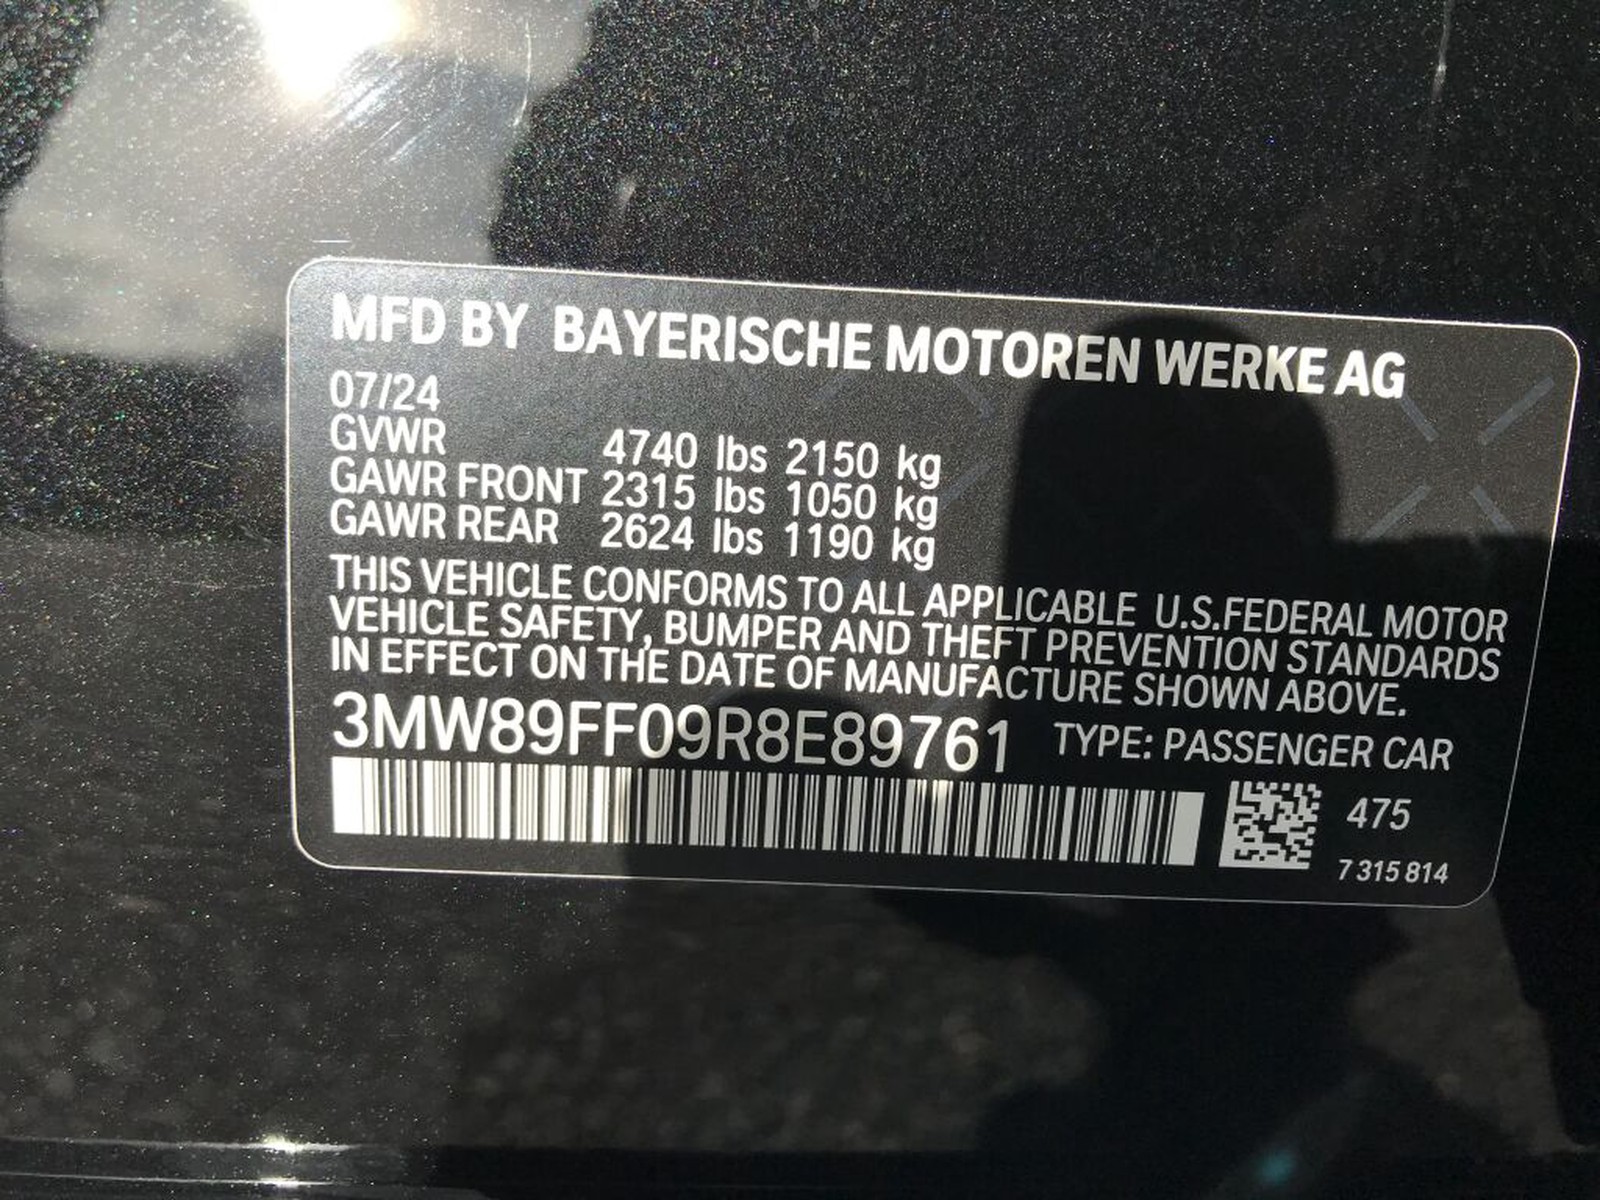 MFD BY BAYERISCHE MOTOREN WERKE AG
07/24
GVWR 4740 lbs 2150 kg
GAWR FRONT 2315 lbs 1050 kg
GAWR REAR 2624 lbs 1190 kg
THIS VEHICLE CONFORMS TO ALL APPLICABLE U.S.FEDERAL MOTOR
VEHICLE SAFETY, BUMPER AND THEFT PREVENTION STANDARDS
IN EFFECT ON THE DATE OF MANUFACTURE SHOWN ABOVE.
3MW89FF09R8E89761 TYPE: PASSENGER CAR
475
7 315 814